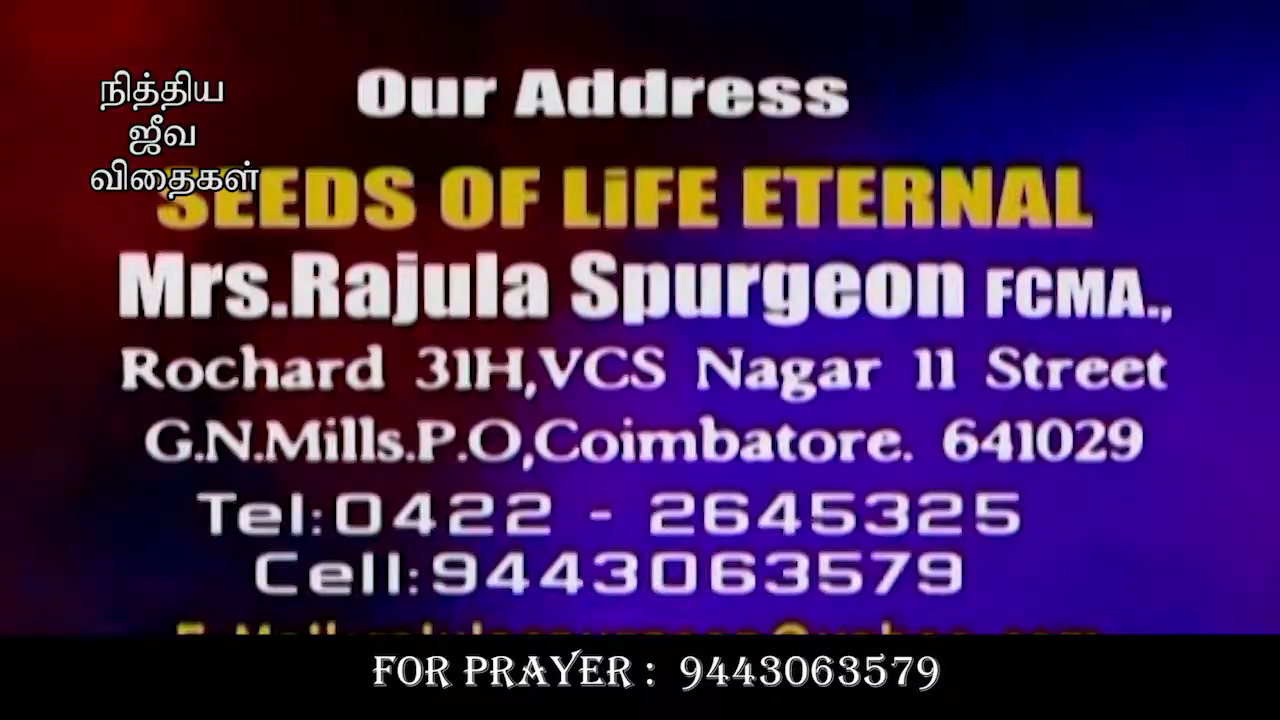 நித்திய
ஜீவ
விதைகள்
Our Address
SEEDS OF LiFE ETERNAL
Mrs.Rajula Spurgeon FCMA.,
Rochard 31H,VCS Nagar 11 Street
G.N.Mills.P.O,Coimbatore. 641029
Tel:0422 - 2645325
Cell:9443063579
FOR PRAYER : 9443063579